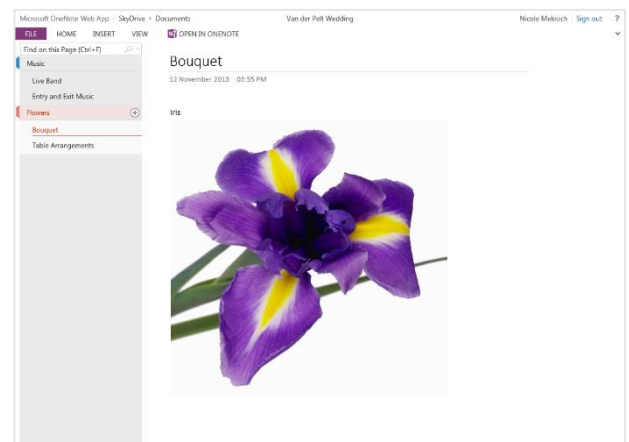 Microsoft OneNote Web App | SkyDrive ▸ Documents Van der Pelt Wedding Nicole Mekisich | Sign out ?
FILE HOME INSERT VIEW OPEN IN ONENOTE
Find on this Page (Ctrl+F)
Music
Live Band
Entry and Exit Music
Flowers
Bouquet
Table Arrangements
Bouquet
12 November 2013 05:55 PM
Iris